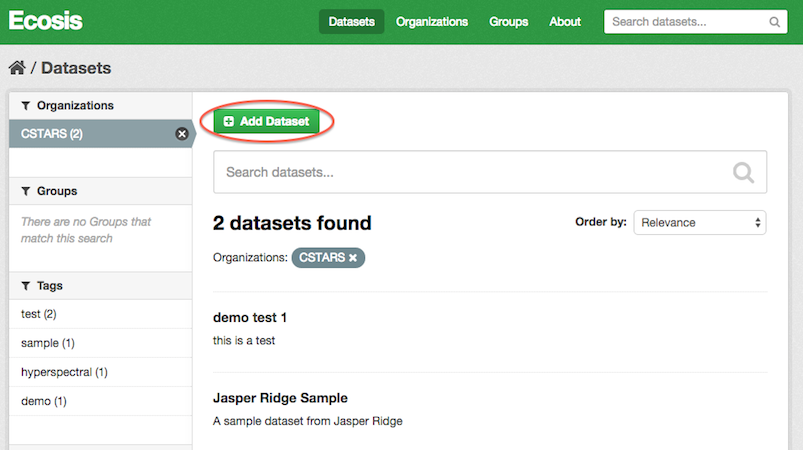 Ecosis
Datasets Organizations Groups About Search datasets...
/ Datasets
Organizations
CSTARS (2)
Groups
There are no Groups that
match this search
Tags
test (2)
sample (1)
hyperspectral (1)
demo (1)
Add Dataset
Search datasets...
2 datasets found
Order by: Relevance
Organizations: CSTARS
demo test 1
this is a test
Jasper Ridge Sample
A sample dataset from Jasper Ridge